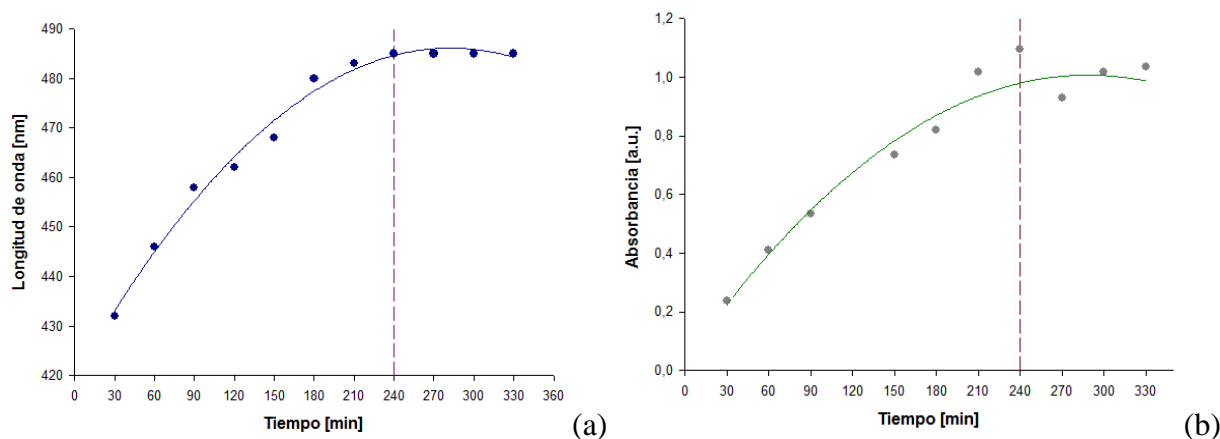 490
480
470
460
450
440
430
420
Longitud de onda [nm]
0 30 60 90 120 150 180 210 240 270 300 330 360
Tiempo [min]
(a)
1,2
1,0
0,8
0,6
0,4
0,2
0,0
Absorbancia [a.u.]
0 30 60 90 120 150 180 210 240 270 300 330
Tiempo [min]
(b)